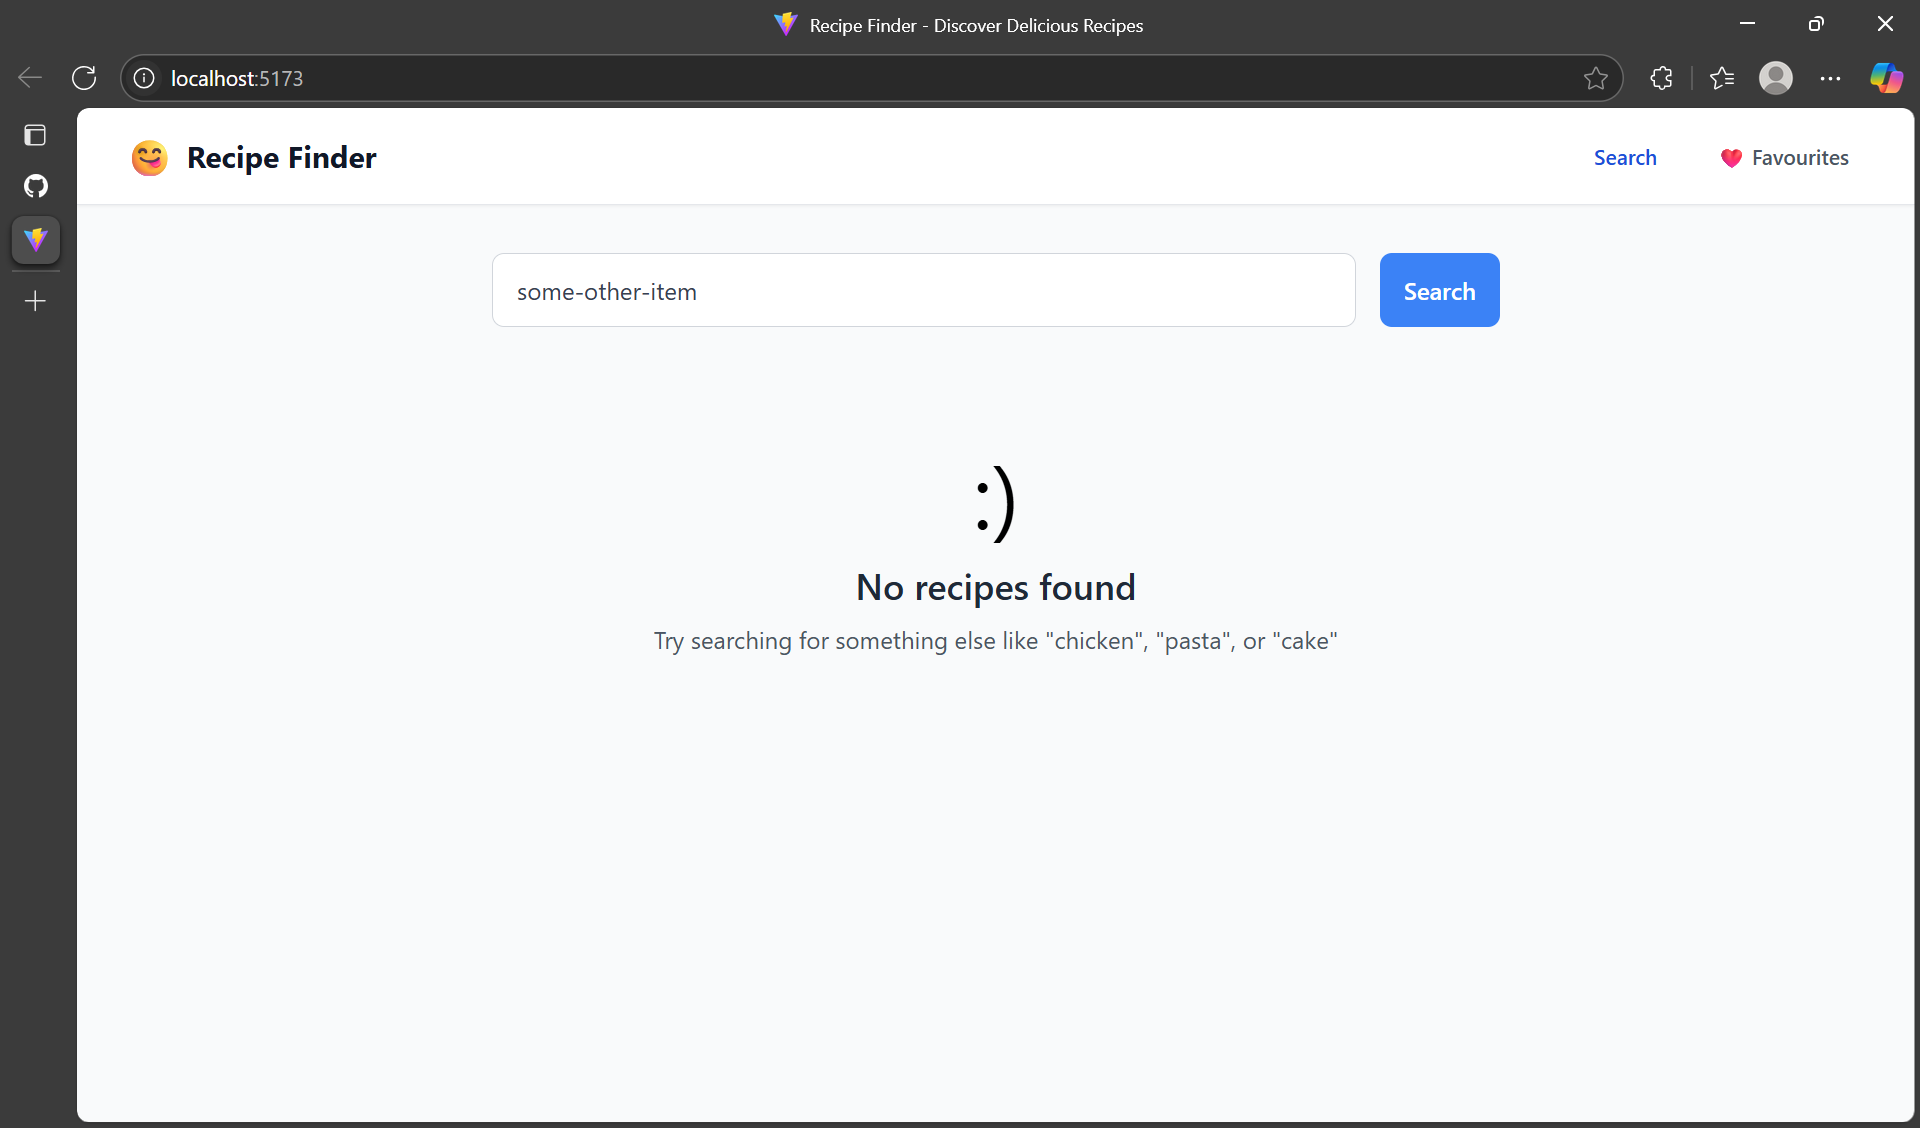 Recipe Finder - Discover Delicious Recipes
localhost:5173
Recipe Finder
Search
Favourites
some-other-item
Search
:)
No recipes found
Try searching for something else like "chicken", "pasta", or "cake"